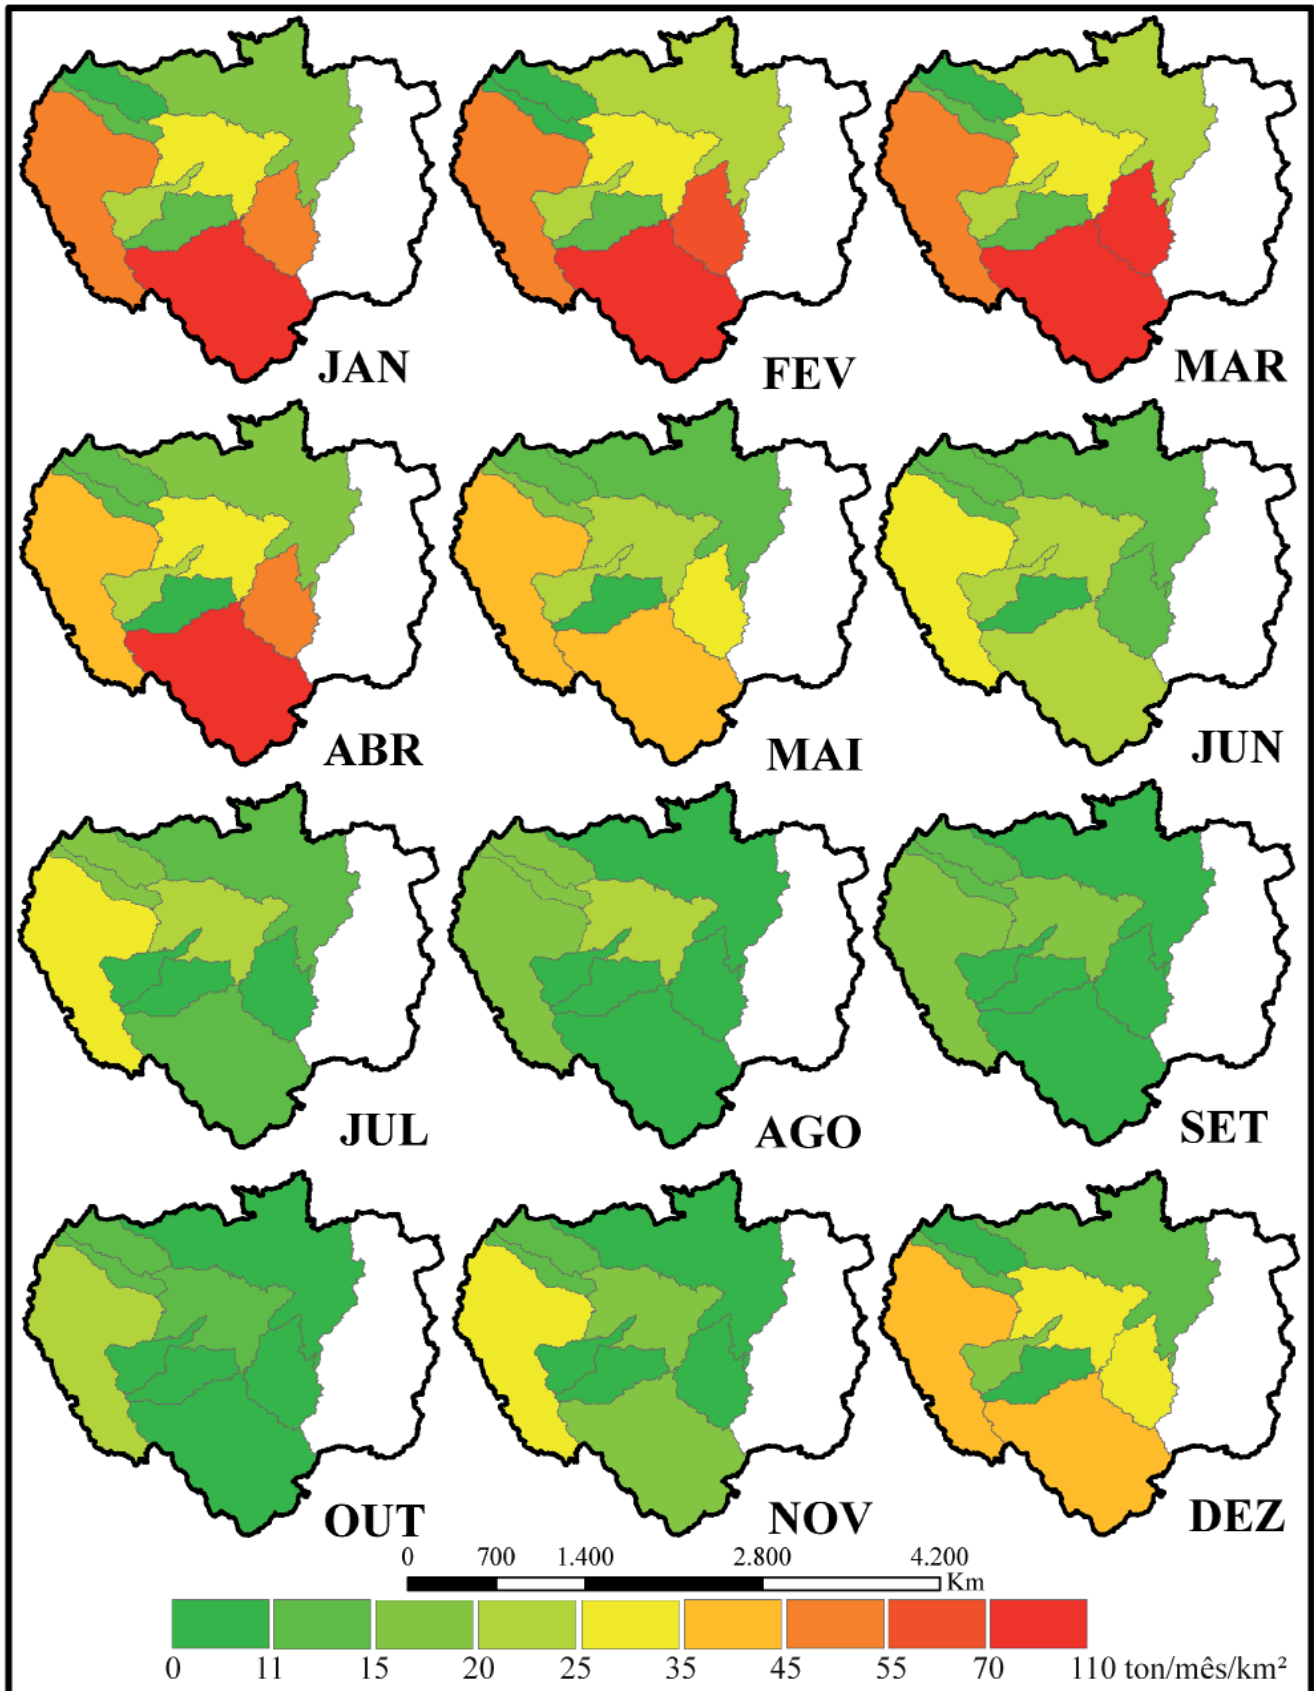 JAN
FEV
MAR
ABR
MAI
JUN
JUL
AGO
SET
OUT
NOV
DEZ
0 700 1.400 2.800 4.200
Km
0 11 15 20 25 35 45 55 70 110 ton/mês/km²